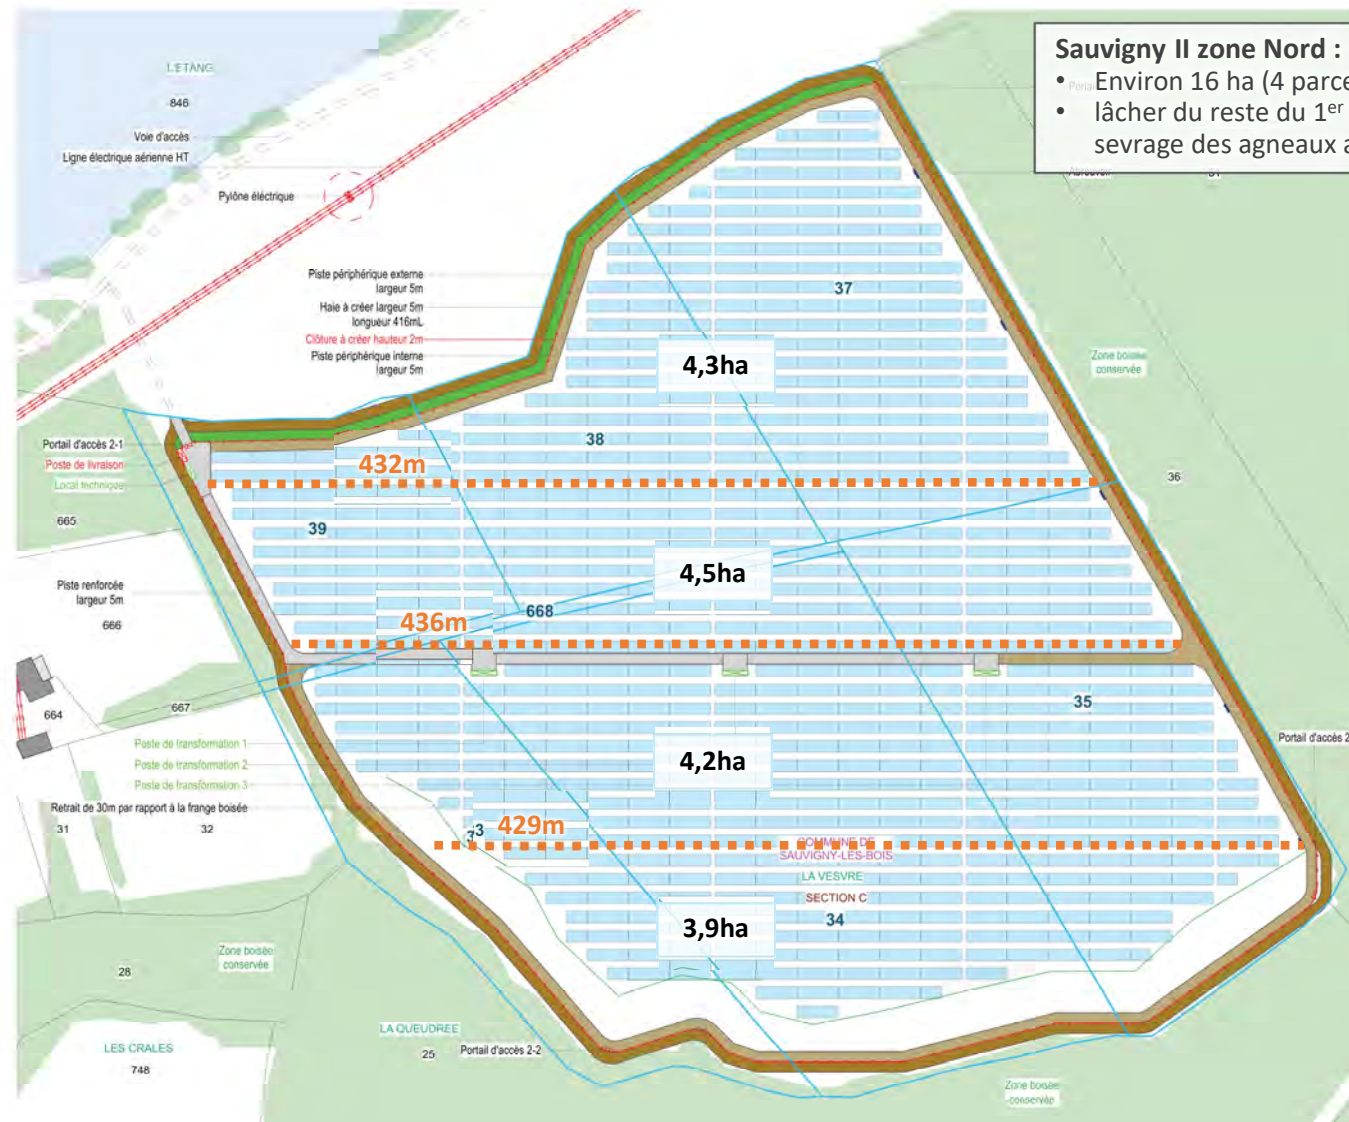 Sauvigny II zone Nord :
• Environ 16 ha (4 parce
• lâcher du reste du 1er
sevrage des agneaux a
51
L'ETANG
846
Voie d'accès
Ligne électrique aérienne HT
Pylône éléctrique
Piste périphérique externe
largeur 5m
Haie à créer largeur 5m
longueur 416mL
Clôture à créer hauteur 2m
Piste périphérique interne
largeur 5m
37
4,3ha
Zone boisée
conservée
38
Portail d'accès 2-1
Poste de livraison
Local technique
432m
36
665
39
4,5ha
Piste renforcée
largeur 5m
666
668
436m
35
664
667
Poste de transformation 1
Poste de transformation 2
Poste de transformation 3
4,2ha
Portail d'accès 2
Retrait de 30m par rapport à la frange boisée
31
32
33
429m
COMMUNE DE
SAUVIGNY-LES-BOIS
LA VESVRE
SECTION C
34
3,9ha
Zone boisée
conservée
28
LA QUEUDREE
25
Portail d'accès 2-2
LES CRALES
748
Zone boisée
conservée